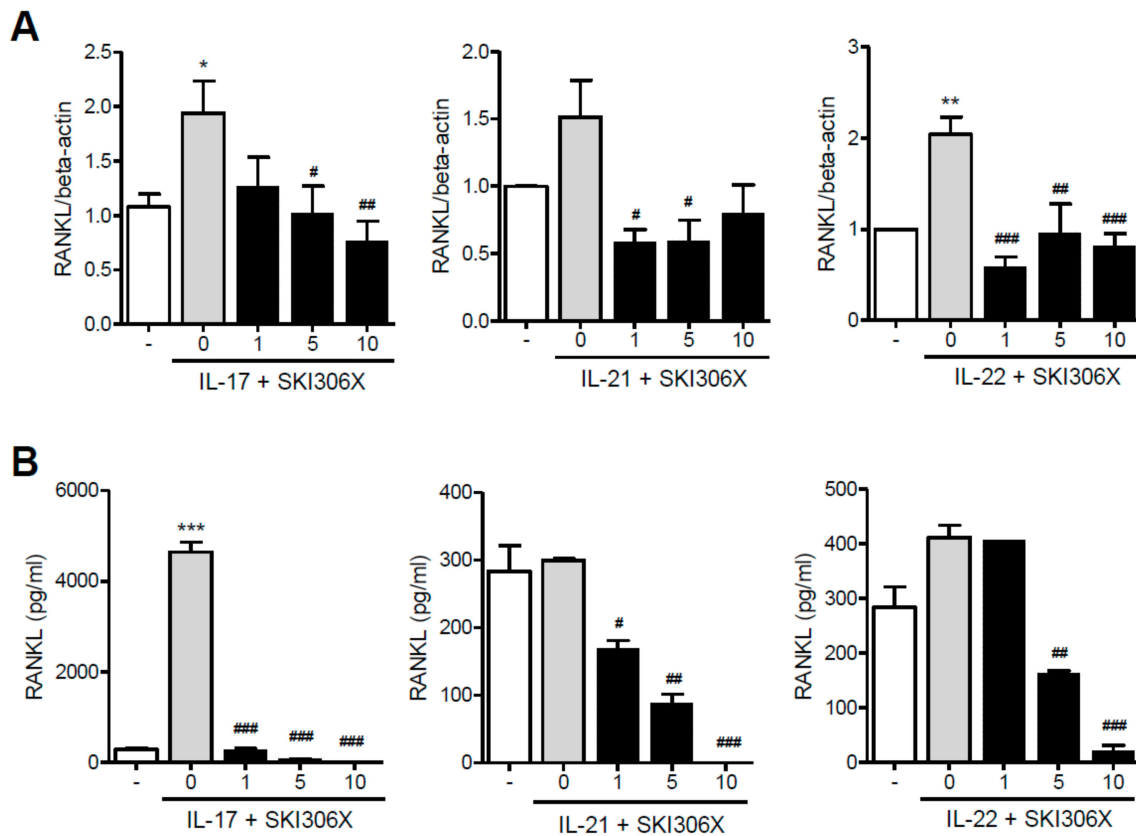 A
RANKL/beta-actin
2.5
2.0
1.5
1.0
0.5
0.0
*
#
##
- 0 1 5 10
IL-17 + SKI306X
RANKL/beta-actin
2.0
1.5
1.0
0.5
0.0
# #
- 0 1 5 10
IL-21 + SKI306X
RANKL/beta-actin
3
2
1
0
**
###
##
###
- 0 1 5 10
IL-22 + SKI306X
B
RANKL (pg/ml)
6000
4000
2000
0
***
### ### ###
- 0 1 5 10
IL-17 + SKI306X
RANKL (pg/ml)
400
300
200
100
0
#
##
###
- 0 1 5 10
IL-21 + SKI306X
RANKL (pg/ml)
500
400
300
200
100
0
##
###
- 0 1 5 10
IL-22 + SKI306X